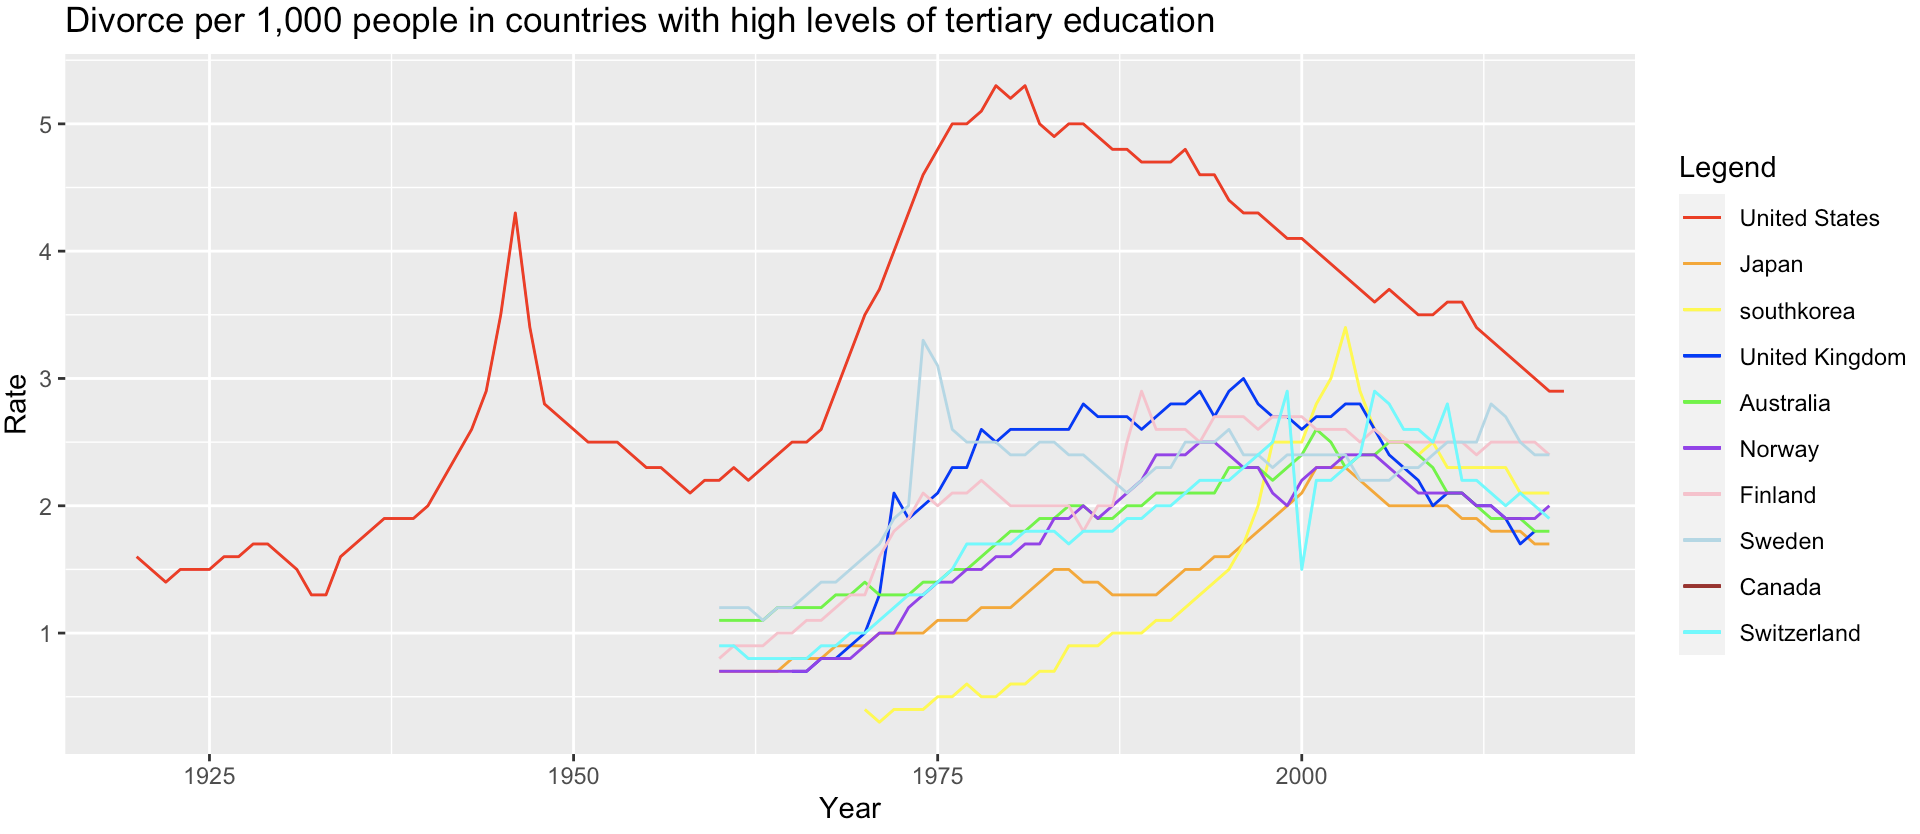 Divorce per 1,000 people in countries with high levels of tertiary education
Rate
5
4
3
2
1
1925 1950 1975 2000
Year
Legend
United States
Japan
southkorea
United Kingdom
Australia
Norway
Finland
Sweden
Canada
Switzerland